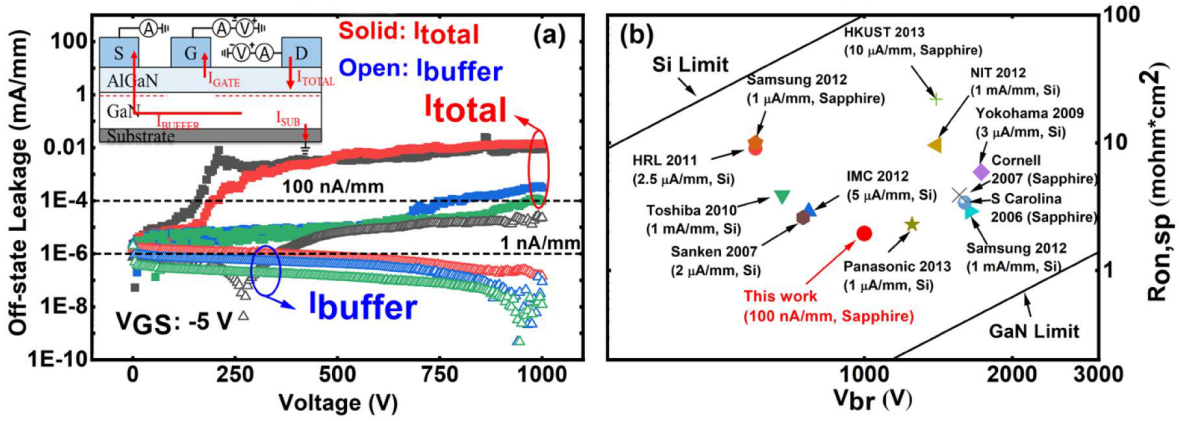 (a)
Off-state Leakage (mA/mm)
100
1
0.01
1E-4
1E-6
1E-8
1E-10
0
250
500
750
1000
Voltage (V)
A
A
V
V
A
S
G
D
AlGaN
GaN
Substrate
IGATE
ITOTAL
IBUFFER
ISUB
Solid: Itotal
Open: Ibuffer
Itotal
100 nA/mm
1 nA/mm
Ibuffer
VGS: -5 V
(b)
Si Limit
HKUST 2013
(10 μA/mm, Sapphire)
Samsung 2012
(1 μA/mm, Sapphire)
NIT 2012
(1 mA/mm, Si)
Yokohama 2009
(3 μA/mm, Si)
HRL 2011
(2.5 μA/mm, Si)
IMC 2012
(5 μA/mm, Si)
Cornell
2007 (Sapphire)
S Carolina
2006 (Sapphire)
Toshiba 2010
(1 mA/mm, Si)
Sanken 2007
(2 μA/mm, Si)
Panasonic 2013
(1 μA/mm, Si)
Samsung 2012
(1 mA/mm, Si)
This work
(100 nA/mm, Sapphire)
GaN Limit
100
10
1
Ron,sp (mohm*cm2)
1000
2000
3000
Vbr (V)